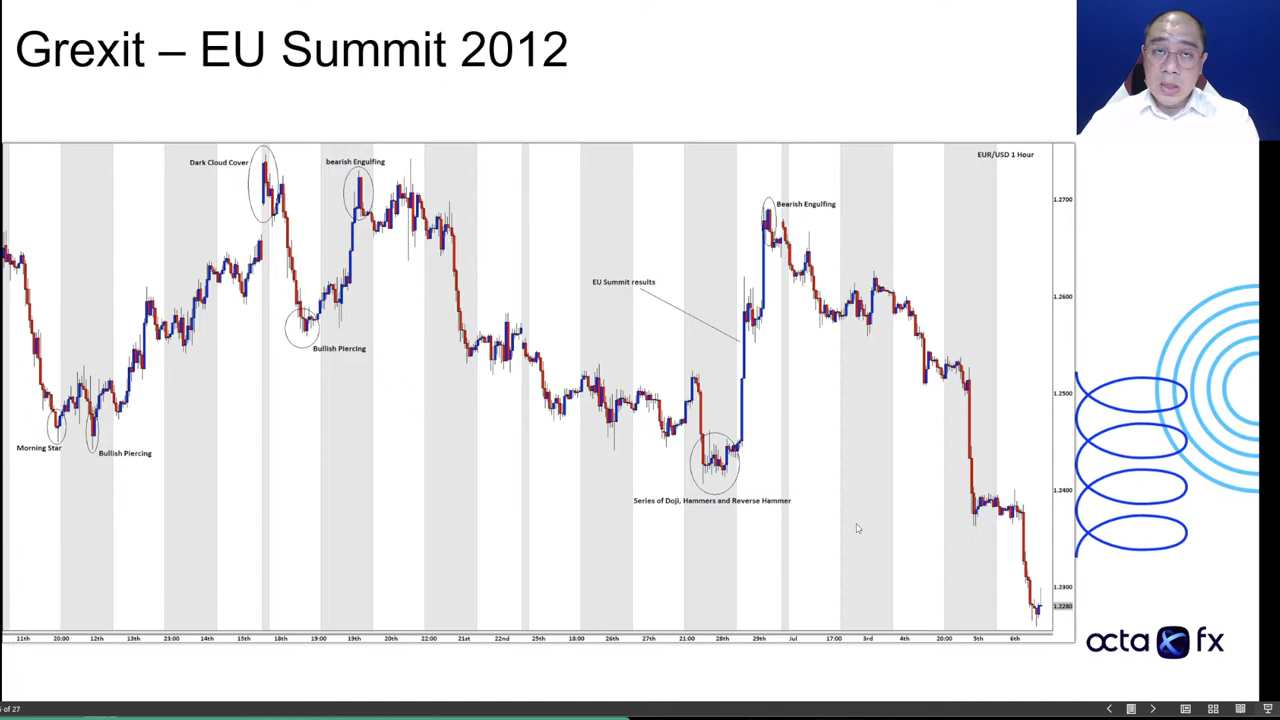 Grexit – EU Summit 2012
EUR/USD 1 Hour
Dark Cloud Cover
bearish Engulfing
1.2700
Bearish Engulfing
EU Summit results
1.2600
Bullish Piercing
1.2500
Morning Star
Bullish Piercing
Series of Doji, Hammers and Reverse Hammer
1.2400
1.2300
1.2280
11th 20:00 12th 13th 23:00 14th 15th 18th 19:00 19th 20th 22:00 21st 22nd 25th 18:00 26th 27th 21:00 28th 29th Jul 17:00 3rd 4th 20:00 5th 6th
octa fx
of 27